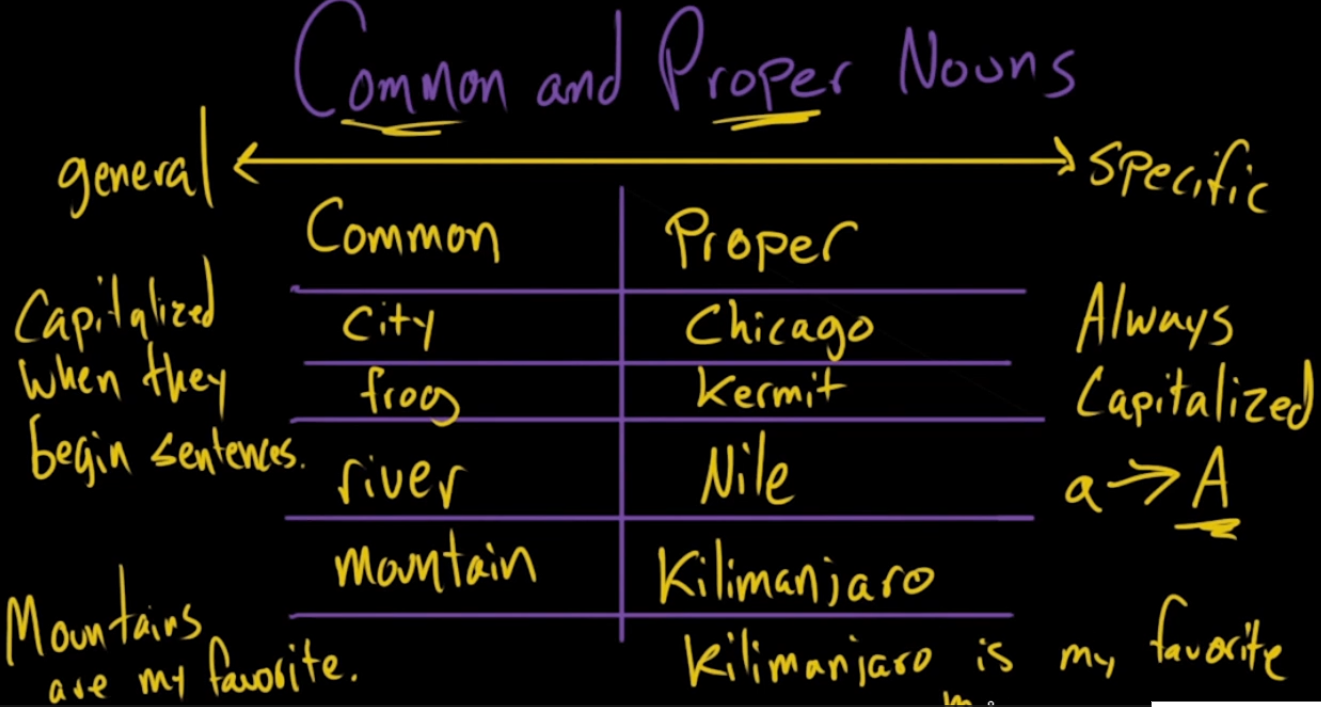 Common and Proper Nouns
general
specific
Common Proper
city Chicago
frog Kermit
river Nile
mountain Kilimanjaro
Capitalized
when they
begin sentences.
Always
Capitalized
a → A
Mountains
are my favorite.
Kilimanjaro is my favorite